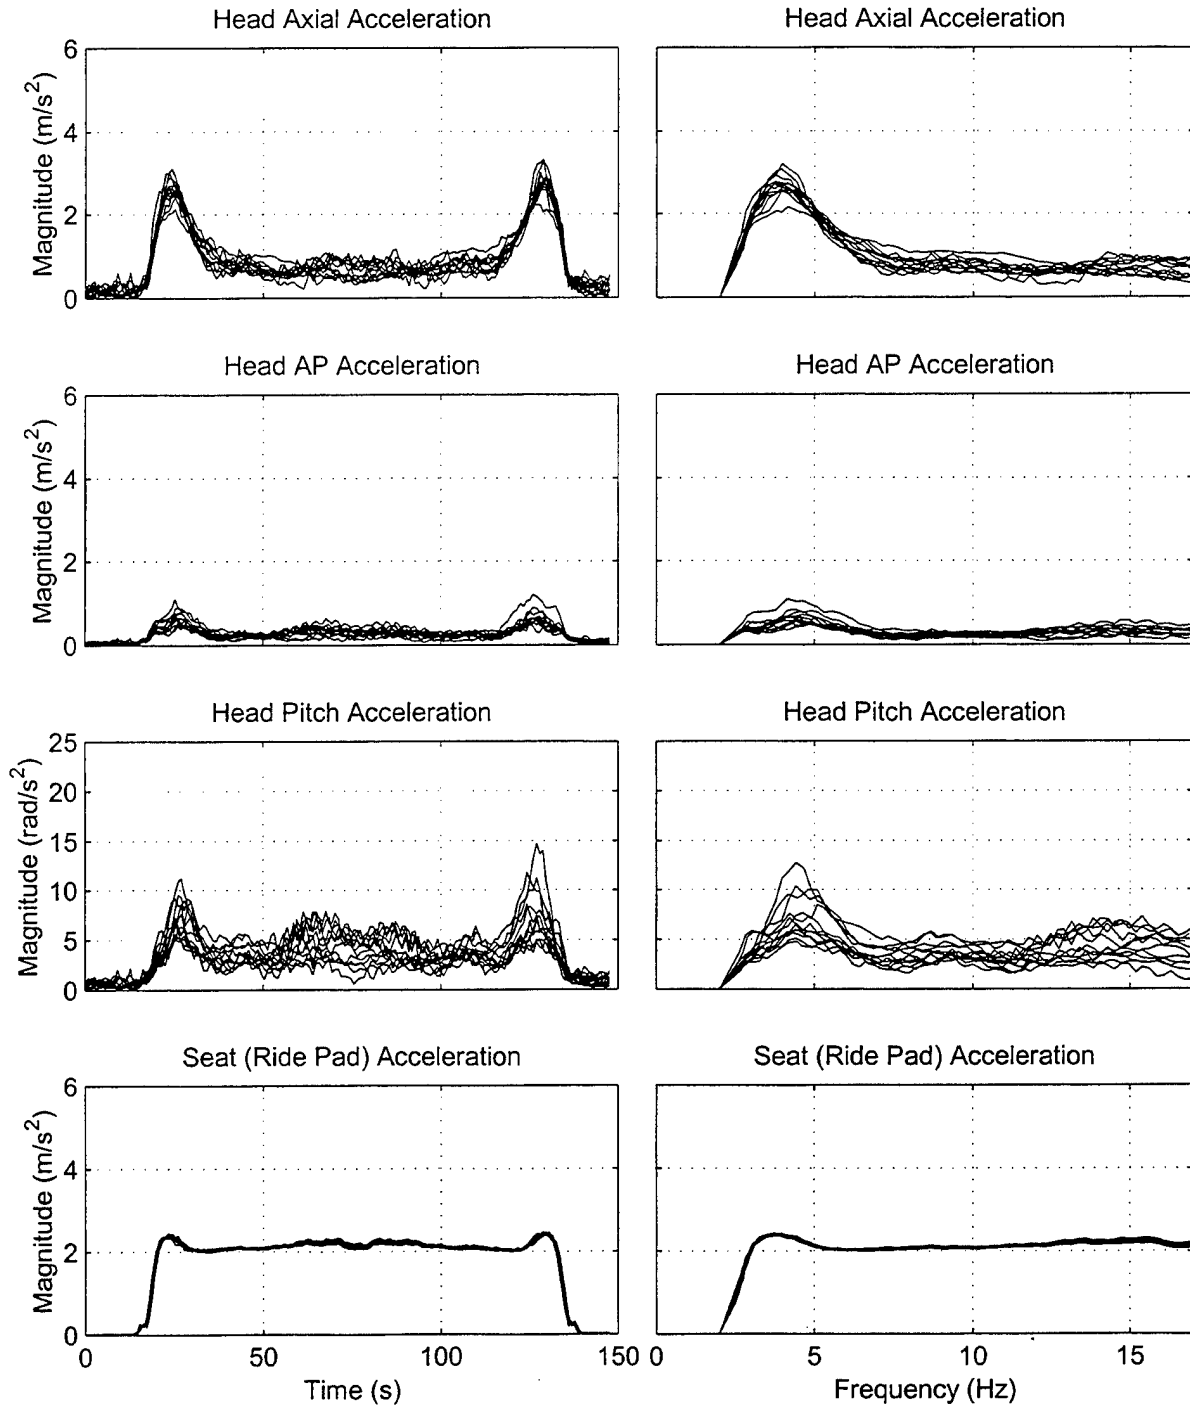 Head Axial Acceleration
Head Axial Acceleration
Magnitude (m/s²)
6
4
2
0
Head AP Acceleration
Head AP Acceleration
Magnitude (m/s²)
6
4
2
0
Head Pitch Acceleration
Head Pitch Acceleration
Magnitude (rad/s²)
25
20
15
10
5
0
Seat (Ride Pad) Acceleration
Seat (Ride Pad) Acceleration
Magnitude (m/s²)
6
4
2
0
0 50 100 150 0 5 10 15
Time (s)
Frequency (Hz)